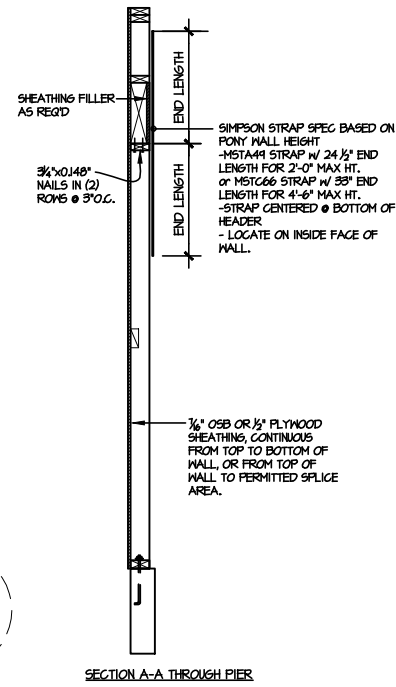 SHEATHING FILLER
AS REQ'D
3¼"x0.148"
NAILS IN (2)
ROWS @ 3"O.C.
END LENGTH
END LENGTH
SIMPSON STRAP SPEC BASED ON
PONY WALL HEIGHT
-MSTA49 STRAP w/ 24 ½" END
LENGTH FOR 2'-0" MAX HT.
or MSTC66 STRAP w/ 33" END
LENGTH FOR 4'-6" MAX HT.
-STRAP CENTERED @ BOTTOM OF
HEADER
- LOCATE ON INSIDE FACE OF
WALL.
7/16" OSB OR ½" PLYWOOD
SHEATHING, CONTINUOUS
FROM TOP TO BOTTOM OF
WALL, OR FROM TOP OF
WALL TO PERMITTED SPLICE
AREA.
SECTION A-A THROUGH PIER